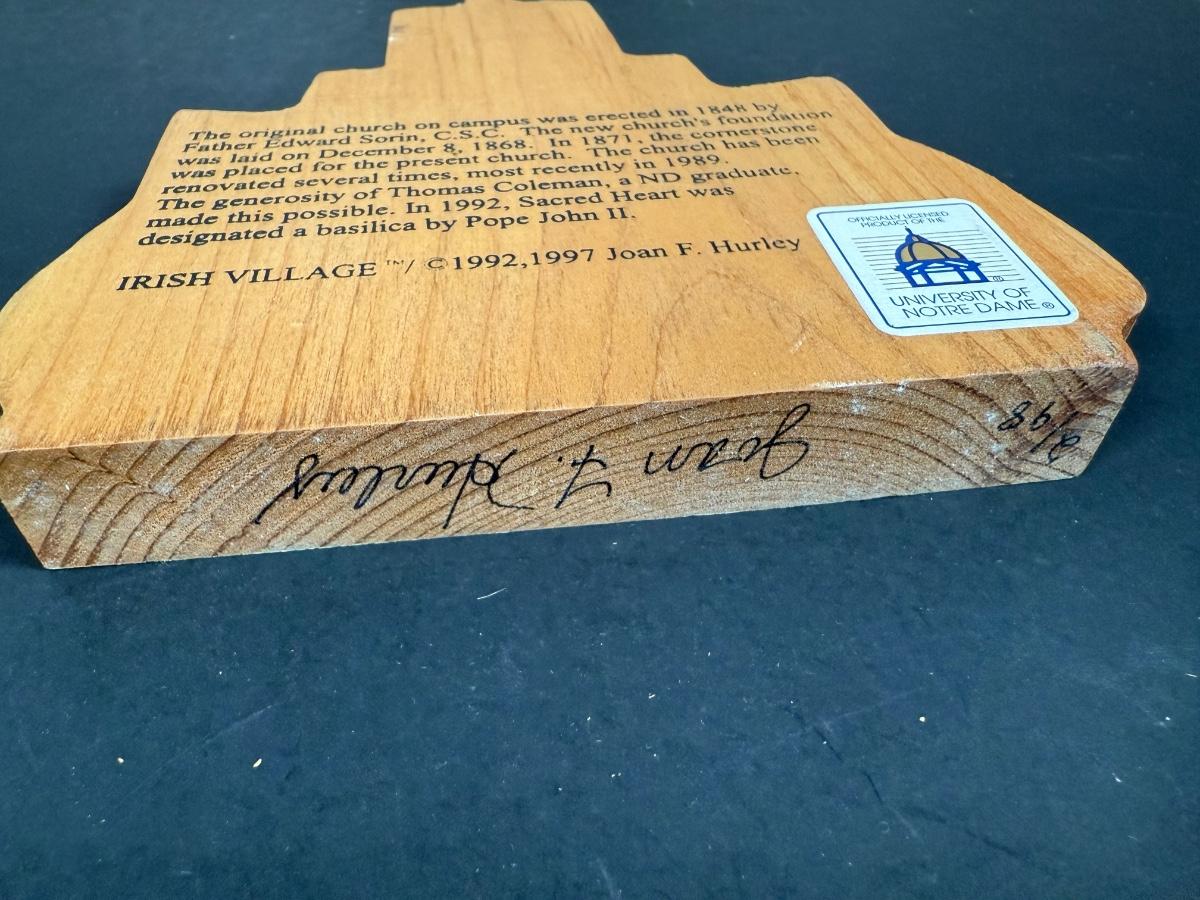 The original church on campus was erected in 1848 by
Father Edward Sorin, C.S.C. The new church's foundation
was laid on December 8, 1868. In 1871, the cornerstone
was placed for the present church. The church has been
renovated several times, most recently in 1989.
The generosity of Thomas Coleman, a ND graduate,
made this possible. In 1992, Sacred Heart was
designated a basilica by Pope John II.
IRISH VILLAGE ™/ ©1992,1997 Joan F. Hurley
OFFICIALLY LICENSED
PRODUCT OF THE
UNIVERSITY OF
NOTRE DAME ®
Joan F. Hurley
2/98